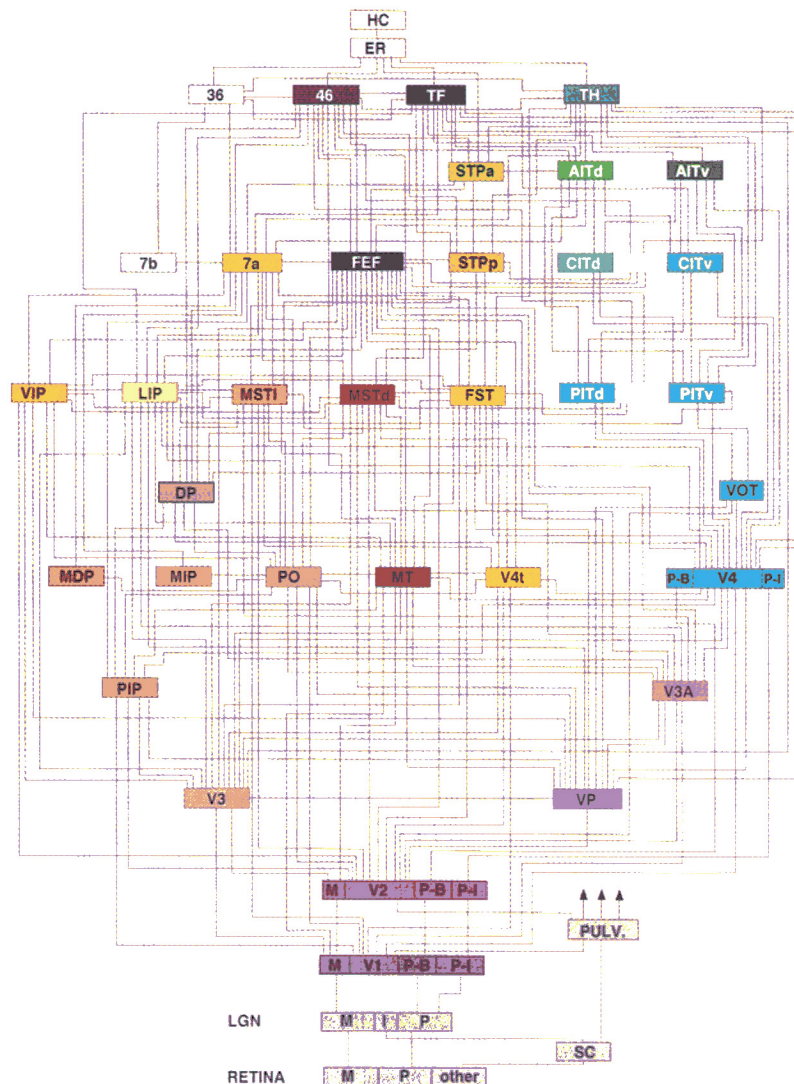 HC
ER
36 46 TF TH
STPa AITd AITv
7b 7a FEF STPp CITd CITv
VIP LIP MSTl MSTd FST PITd PITv
DP VOT
MDP MIP PO MT V4t P-B V4 P-I
PIP V3A
V3 VP
M V2 P-B P-I
PULV.
M V1 P-B P-I
LGN M I P
SC
RETINA M P other